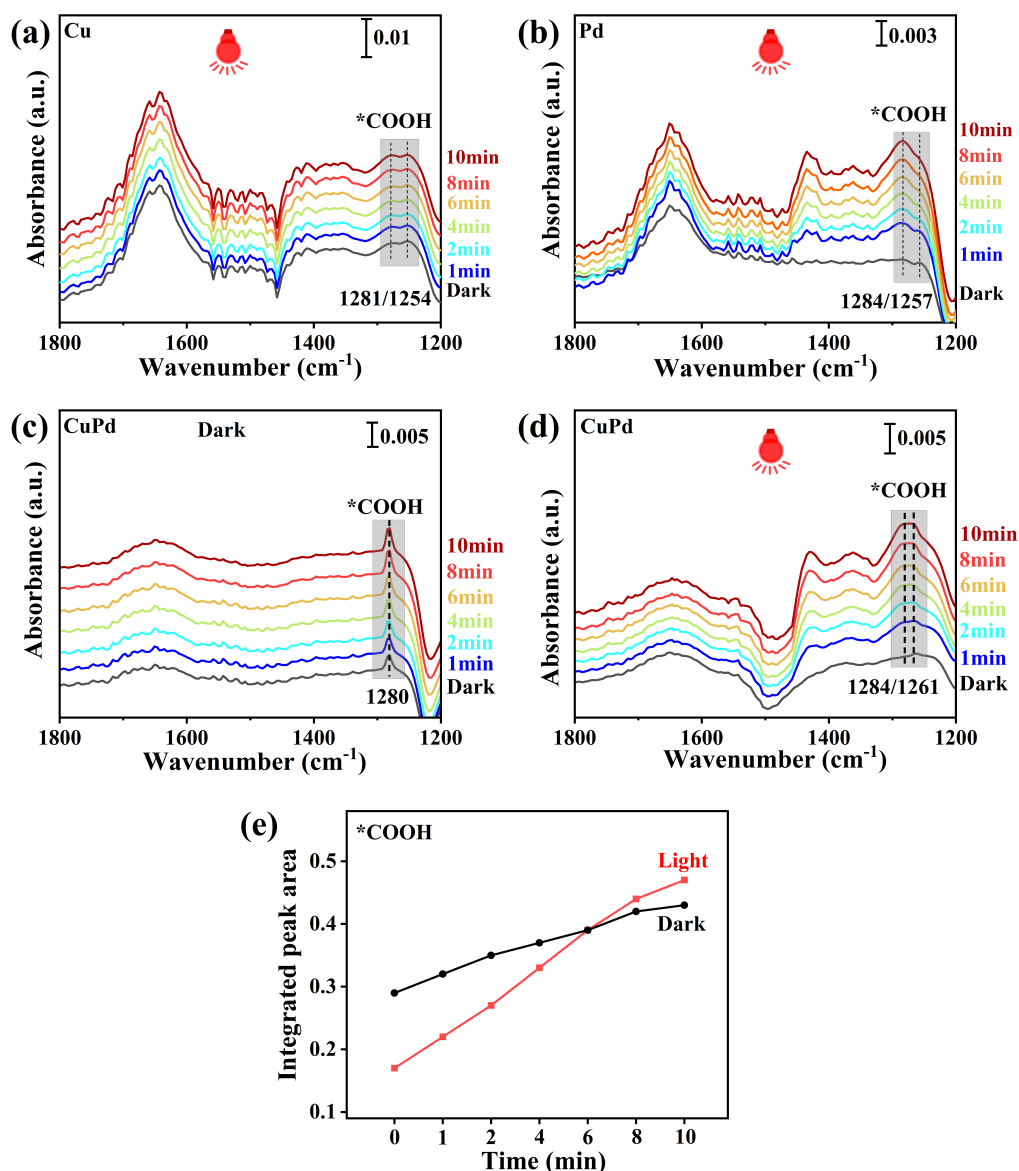 (a) Cu 0.01
*COOH
10min
8min
6min
4min
2min
1min
Dark
1281/1254
1800 1600 1400 1200
Wavenumber (cm-1)
Absorbance (a.u.)
(b) Pd 0.003
*COOH
10min
8min
6min
4min
2min
1min
Dark
1284/1257
1800 1600 1400 1200
Wavenumber (cm-1)
Absorbance (a.u.)
(c) CuPd Dark 0.005
*COOH
10min
8min
6min
4min
2min
1min
Dark
1280
1800 1600 1400 1200
Wavenumber (cm-1)
Absorbance (a.u.)
(d) CuPd 0.005
*COOH
10min
8min
6min
4min
2min
1min
Dark
1284/1261
1800 1600 1400 1200
Wavenumber (cm-1)
Absorbance (a.u.)
(e) *COOH
Light
Dark
0.5
0.4
0.3
0.2
0.1
0 1 2 4 6 8 10
Time (min)
Integrated peak area